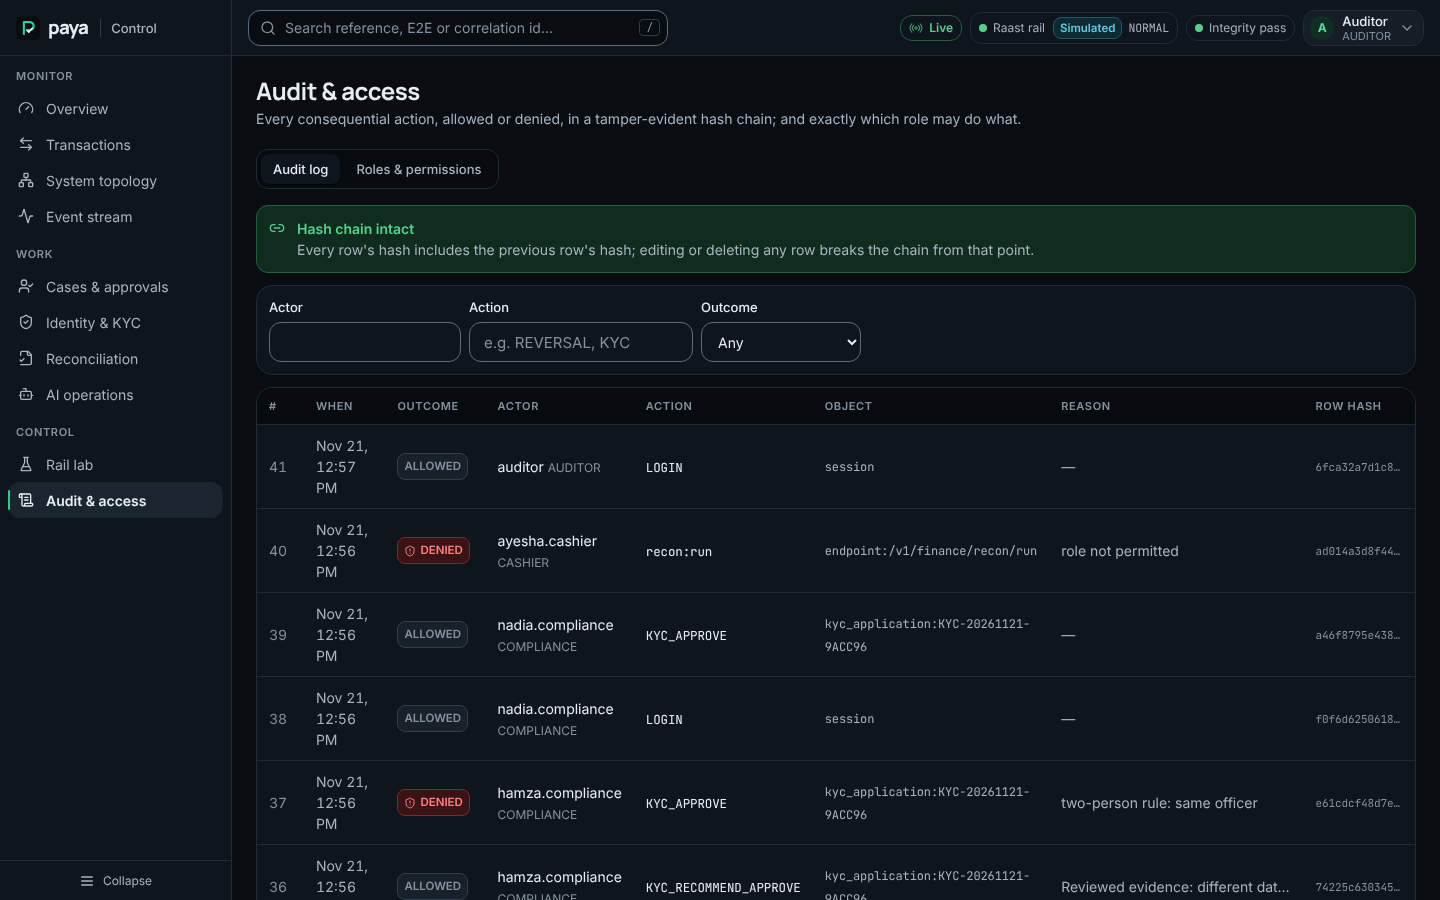 paya Control
Search reference, E2E or correlation id... /
Live
Raast rail Simulated NORMAL
Integrity pass
A Auditor
AUDITOR
MONITOR
Overview
Transactions
System topology
Event stream
WORK
Cases & approvals
Identity & KYC
Reconciliation
AI operations
CONTROL
Rail lab
Audit & access
Collapse
Audit & access
Every consequential action, allowed or denied, in a tamper-evident hash chain; and exactly which role may do what.
Audit log Roles & permissions
Hash chain intact
Every row's hash includes the previous row's hash; editing or deleting any row breaks the chain from that point.
Actor Action Outcome
e.g. REVERSAL, KYC Any
# WHEN OUTCOME ACTOR ACTION OBJECT REASON ROW HASH
41 Nov 21, 12:57 PM ALLOWED auditor AUDITOR LOGIN session — 6fca32a7d1c8…
40 Nov 21, 12:56 PM DENIED ayesha.cashier CASHIER recon:run endpoint:/v1/finance/recon/run role not permitted ad014a3d8f44…
39 Nov 21, 12:56 PM ALLOWED nadia.compliance COMPLIANCE KYC_APPROVE kyc_application:KYC-20261121-9ACC96 — a46f8795e438…
38 Nov 21, 12:56 PM ALLOWED nadia.compliance COMPLIANCE LOGIN session — f0f6d6250618…
37 Nov 21, 12:56 PM DENIED hamza.compliance COMPLIANCE KYC_APPROVE kyc_application:KYC-20261121-9ACC96 two-person rule: same officer e61cdcf48d7e…
36 Nov 21, 12:56 ALLOWED hamza.compliance COMPLIANCE KYC_RECOMMEND_APPROVE kyc_application:KYC-20261121-9ACC96 Reviewed evidence: different dat… 74225c630345…